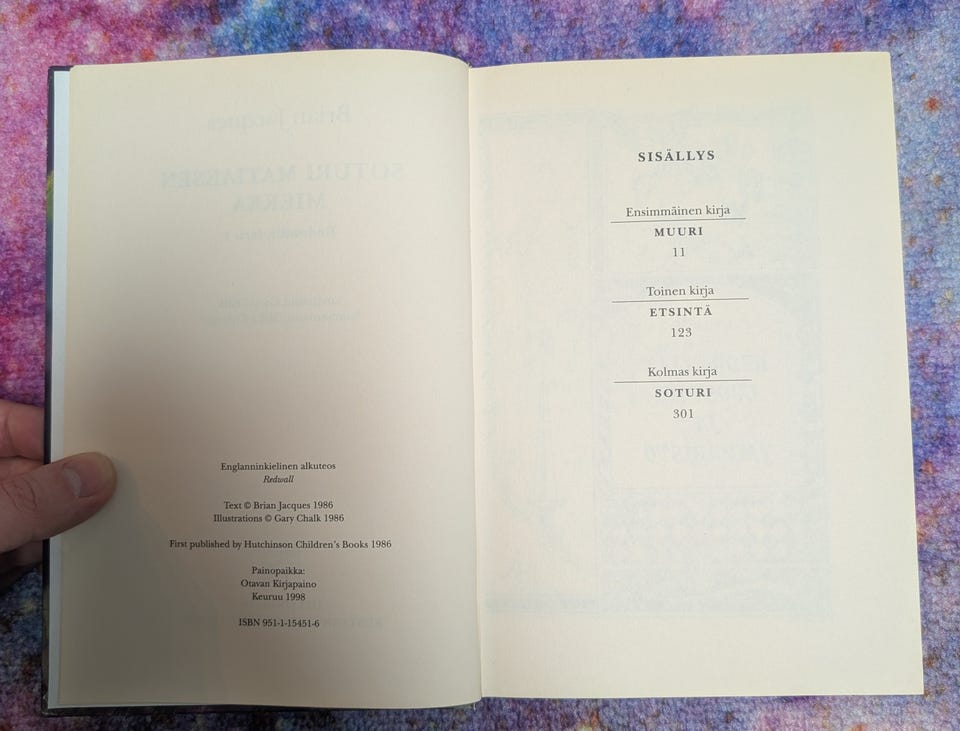 Englanninkielinen alkuteos
Redwall
Text © Brian Jacques 1986
Illustrations © Gary Chalk 1986
First published by Hutchinson Children's Books 1986
Painopaikka:
Otavan Kirjapaino
Keuruu 1998
ISBN 951-1-15451-6
SISÄLLYS
Ensimmäinen kirja
MUURI
11
Toinen kirja
ETSINTÄ
123
Kolmas kirja
SOTURI
301